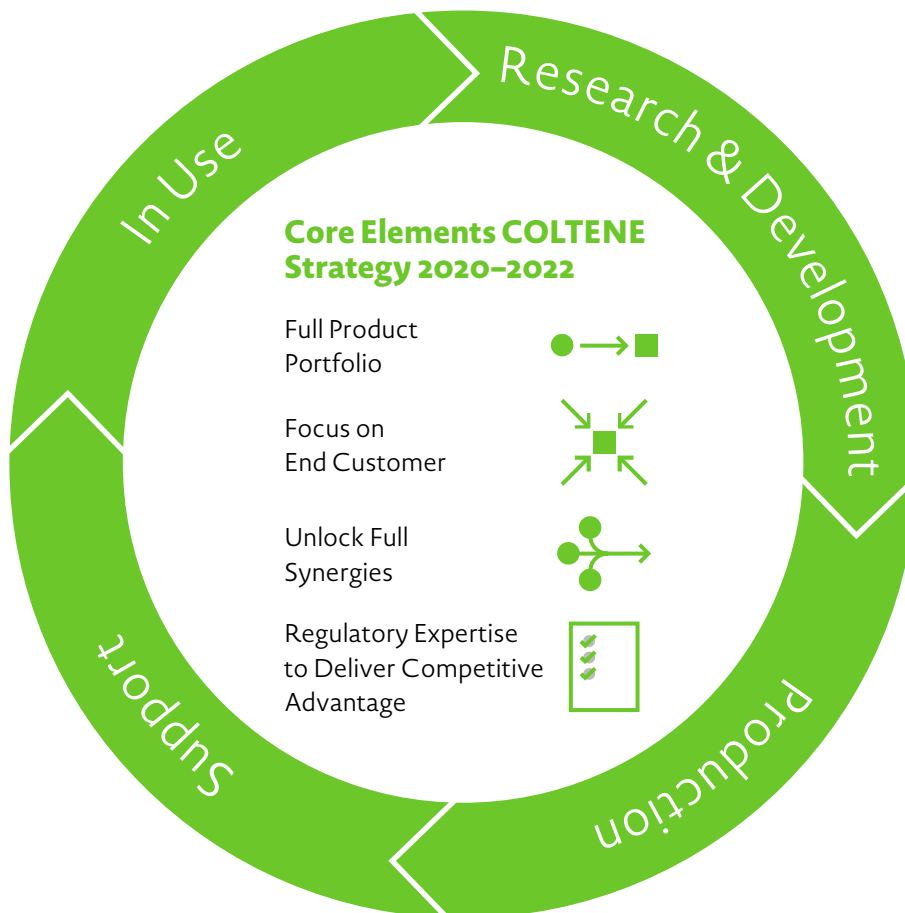 Research & Development
Production
Support
In Use
Core Elements COLTENE
Strategy 2020–2022
Full Product
Portfolio
Focus on
End Customer
Unlock Full
Synergies
Regulatory Expertise
to Deliver Competitive
Advantage